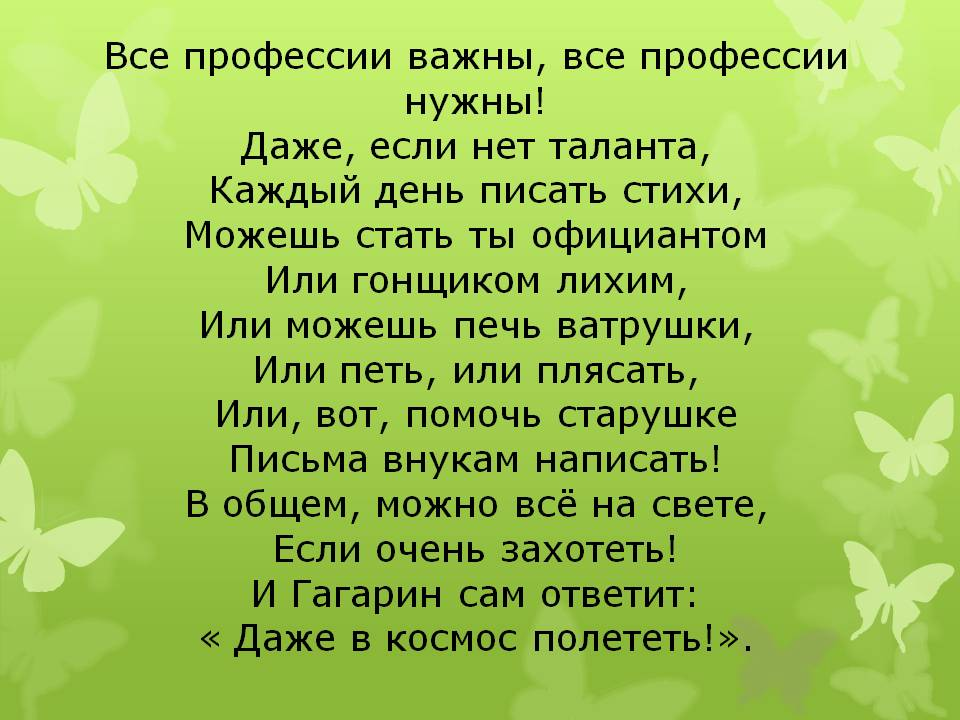 Все профессии важны, все профессии
нужны!
Даже, если нет таланта,
Каждый день писать стихи,
Можешь стать ты официантом
Или гонщиком лихим,
Или можешь печь ватрушки,
Или петь, или плясать,
Или, вот, помочь старушке
Письма внукам написать!
В общем, можно всё на свете,
Если очень захотеть!
И Гагарин сам ответит:
« Даже в космос полететь!».